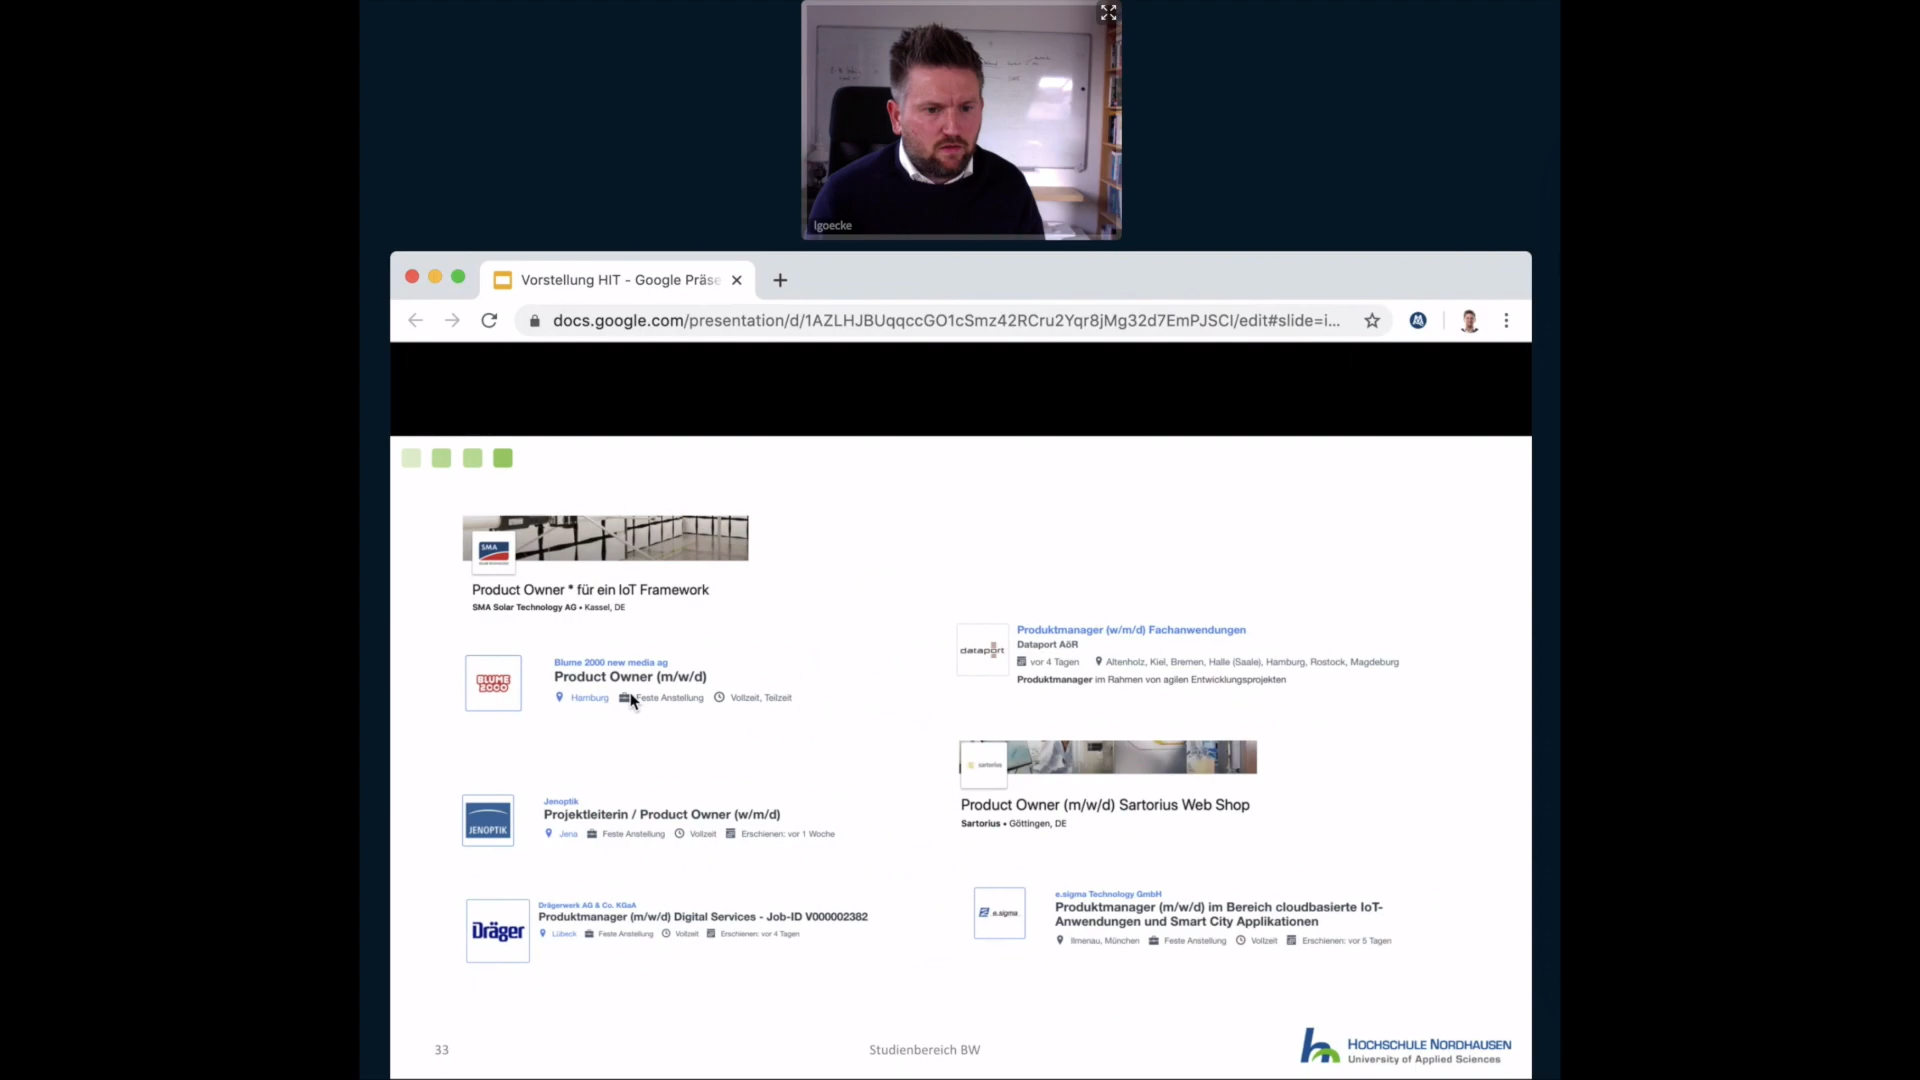 lgoecke
Vorstellung HIT - Google Präse
docs.google.com/presentation/d/1AZLHJBUqqccGO1cSmz42RCru2Yqr8jMg32d7EmPJSCI/edit#slide=i...
SMA
SOLAR TECHNOLOGY
Product Owner * für ein IoT Framework
SMA Solar Technology AG • Kassel, DE
BLUME
2000
Blume 2000 new media ag
Product Owner (m/w/d)
Hamburg Feste Anstellung Vollzeit, Teilzeit
JENOPTIK
Jenoptik
Projektleiterin / Product Owner (w/m/d)
Jena Feste Anstellung Vollzeit Erschienen: vor 1 Woche
Dräger
Drägerwerk AG & Co. KGaA
Produktmanager (m/w/d) Digital Services - Job-ID V000002382
Lübeck Feste Anstellung Vollzeit Erschienen: vor 4 Tagen
dataport
Produktmanager (w/m/d) Fachanwendungen
Dataport AöR
vor 4 Tagen Altenholz, Kiel, Bremen, Halle (Saale), Hamburg, Rostock, Magdeburg
Produktmanager im Rahmen von agilen Entwicklungsprojekten
sartorius
Product Owner (m/w/d) Sartorius Web Shop
Sartorius • Göttingen, DE
e.sigma
e.sigma Technology GmbH
Produktmanager (m/w/d) im Bereich cloudbasierte IoT-
Anwendungen und Smart City Applikationen
Ilmenau, München Feste Anstellung Vollzeit Erschienen: vor 5 Tagen
33
Studienbereich BW
HOCHSCHULE NORDHAUSEN
University of Applied Sciences